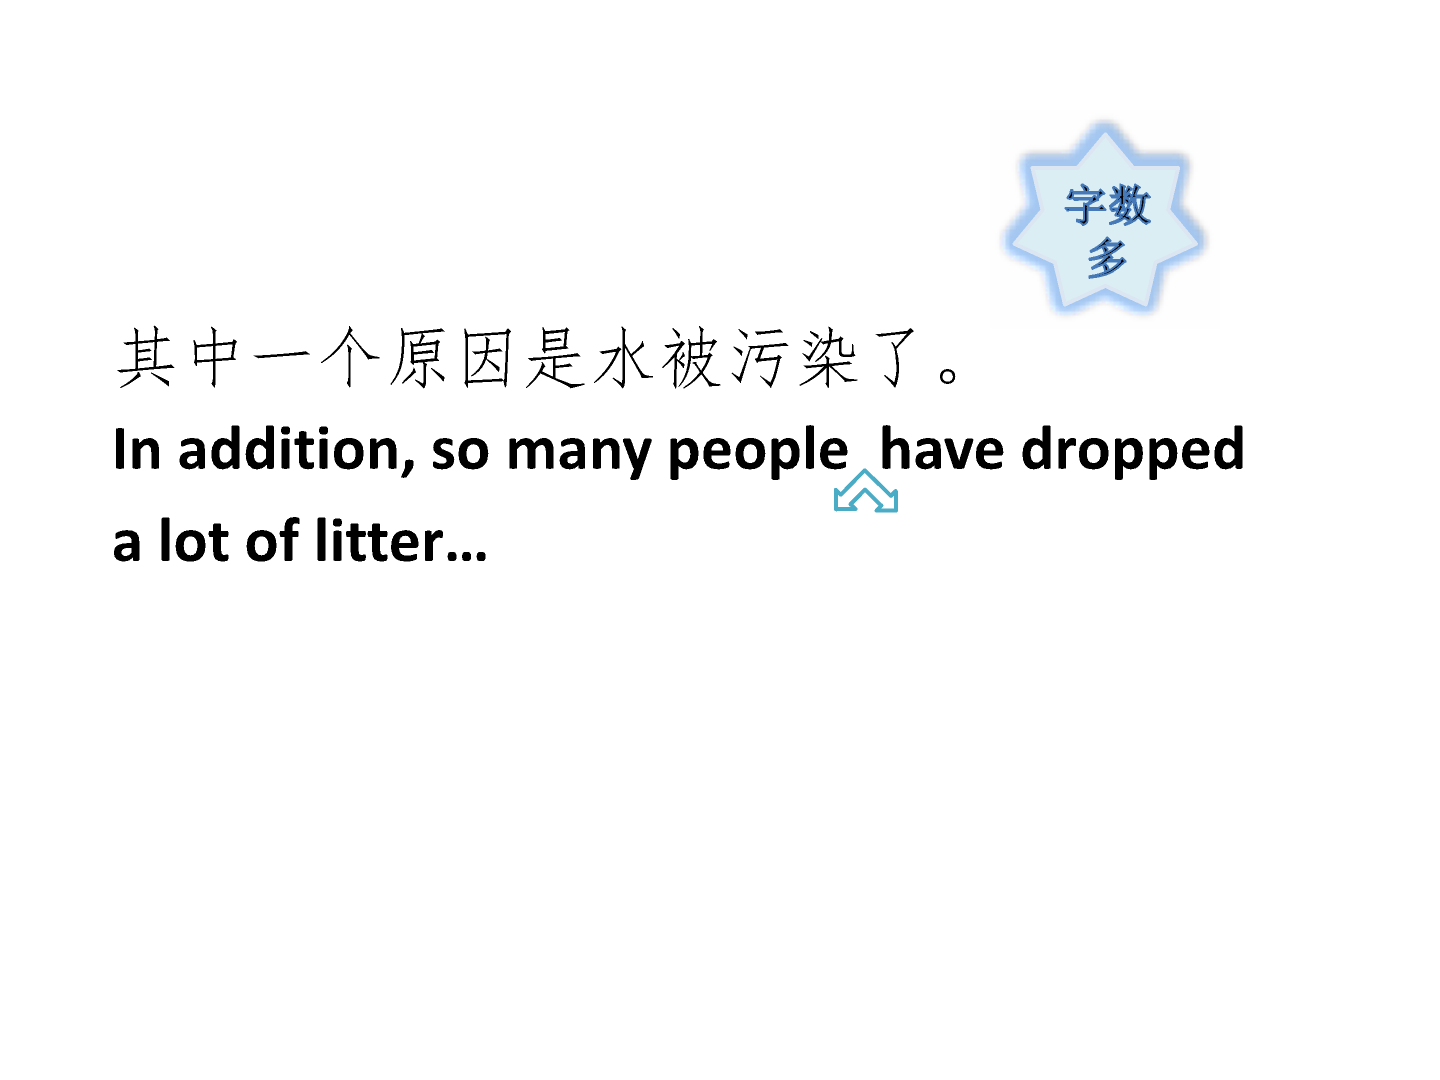 字数
多
其中一个原因是水被污染了。
In addition, so many people have dropped
a lot of litter…